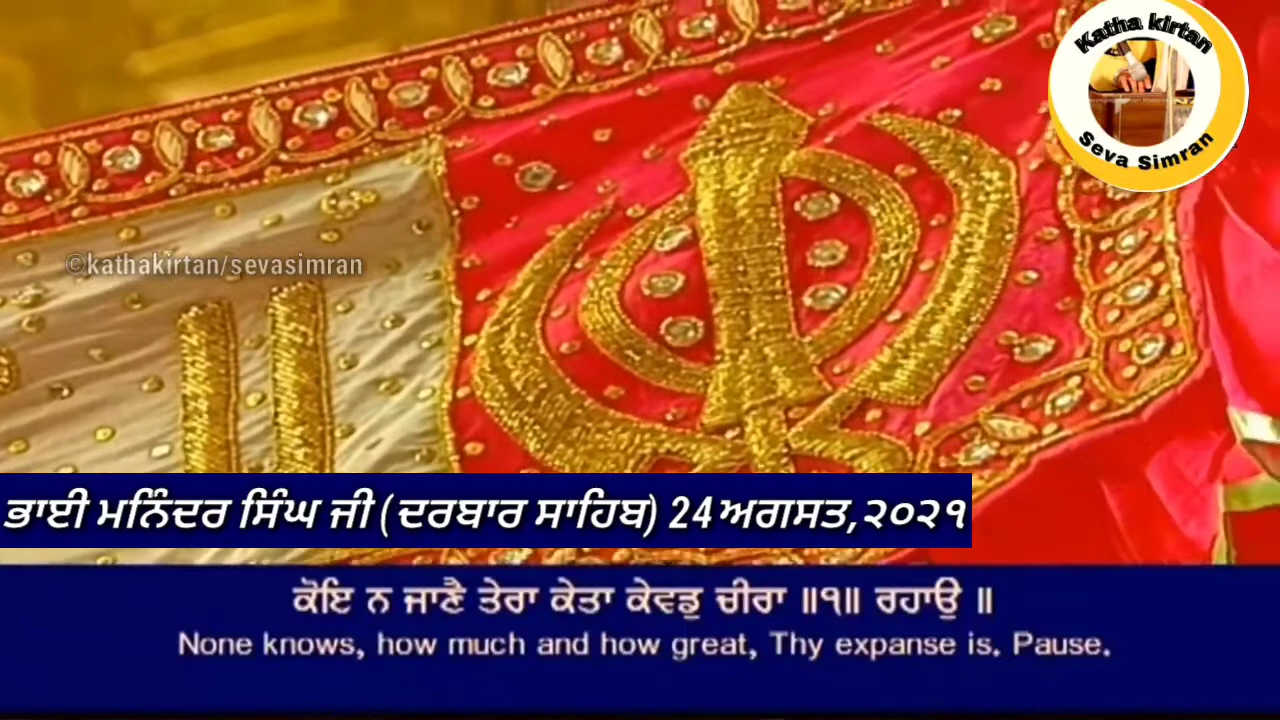 Katha kirtan
Seva Simran
©kathakirtan/sevasimran
ਭਾਈ ਮਨਿੰਦਰ ਸਿੰਘ ਜੀ (ਦਰਬਾਰ ਸਾਹਿਬ) 24 ਅਗਸਤ,੨੦੨੧
ਕੋਇ ਨ ਜਾਣੈ ਤੇਰਾ ਕੇਤਾ ਕੇਵਡੁ ਚੀਰਾ ॥੧॥ ਰਹਾਉ ॥
None knows, how much and how great, Thy expanse is. Pause.